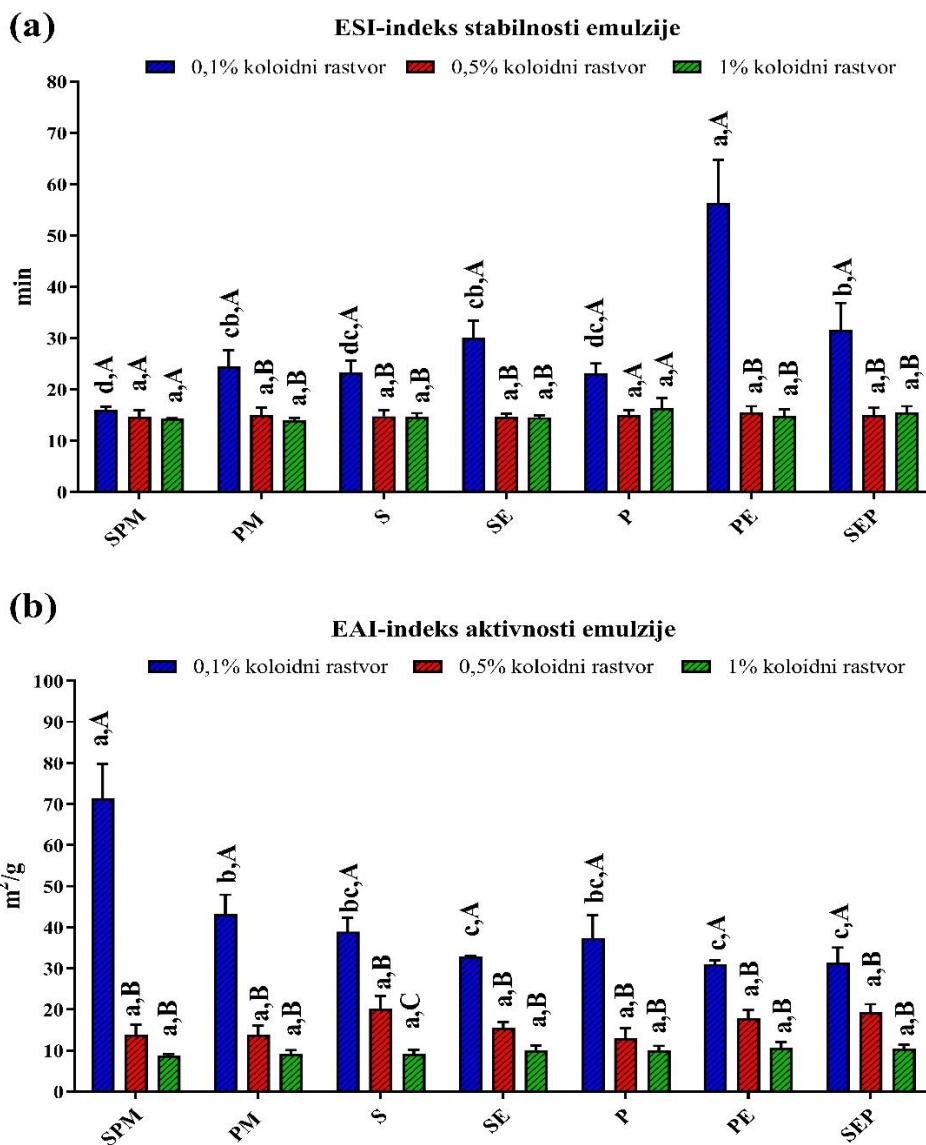 (a)
ESI-indeks stabilnosti emulzije
0,1% koloidni rastvor 0,5% koloidni rastvor 1% koloidni rastvor
80
70
60
50
40
30
20
10
0
min
d,A a,A a,A cb,A a,B a,B dc,A a,B a,B cb,A a,B a,B dc,A a,A a,A a,A a,B a,B b,A a,B a,B
SPM PM S SE P PE SEP
(b)
EAI-indeks aktivnosti emulzije
0,1% koloidni rastvor 0,5% koloidni rastvor 1% koloidni rastvor
100
90
80
70
60
50
40
30
20
10
0
m²/g
a,A a,B a,B b,A a,B a,B bc,A a,B a,C c,A a,B a,B bc,A a,B a,B c,A a,B a,B c,A a,B a,B
SPM PM S SE P PE SEP